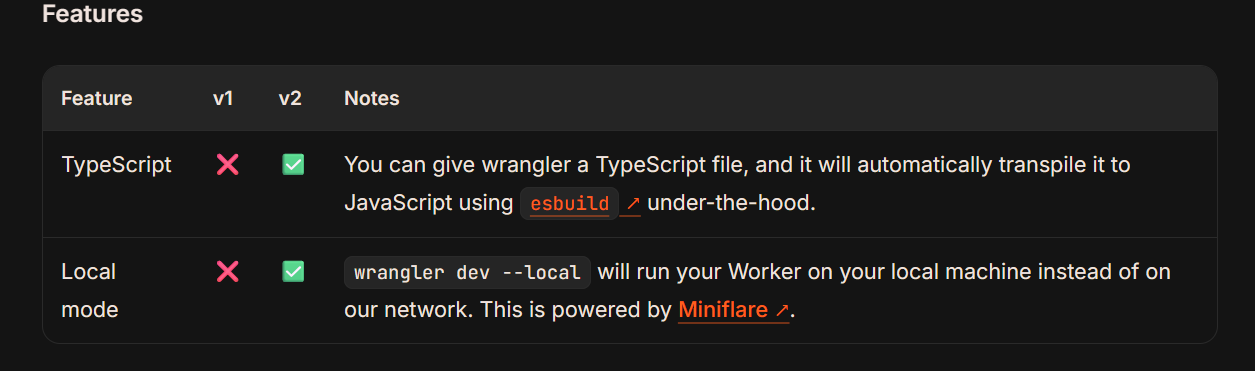 Features
Feature v1 v2 Notes
TypeScript ❌ ✅ You can give wrangler a TypeScript file, and it will automatically transpile it to
JavaScript using esbuild ↗ under-the-hood.
Local ❌ ✅ wrangler dev --local will run your Worker on your local machine instead of on
mode our network. This is powered by Miniflare ↗.